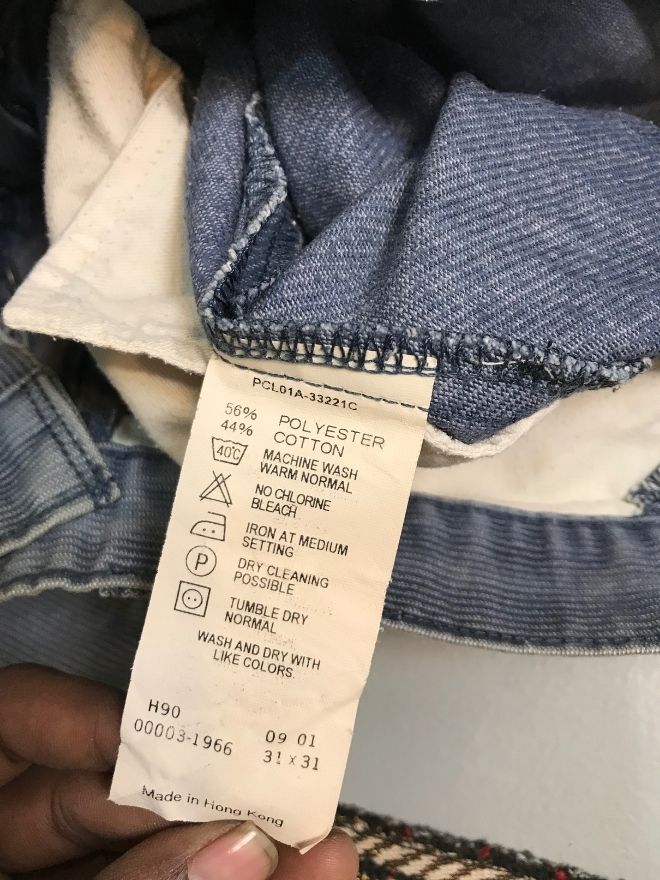 PCL01A-33221C
56% POLYESTER
44% COTTON
40°C MACHINE WASH
WARM NORMAL
NO CHLORINE
BLEACH
IRON AT MEDIUM
SETTING
P DRY CLEANING
POSSIBLE
TUMBLE DRY
NORMAL
WASH AND DRY WITH
LIKE COLORS.
H90
00003-1966 09 01
31 x 31
Made in Hong Kong